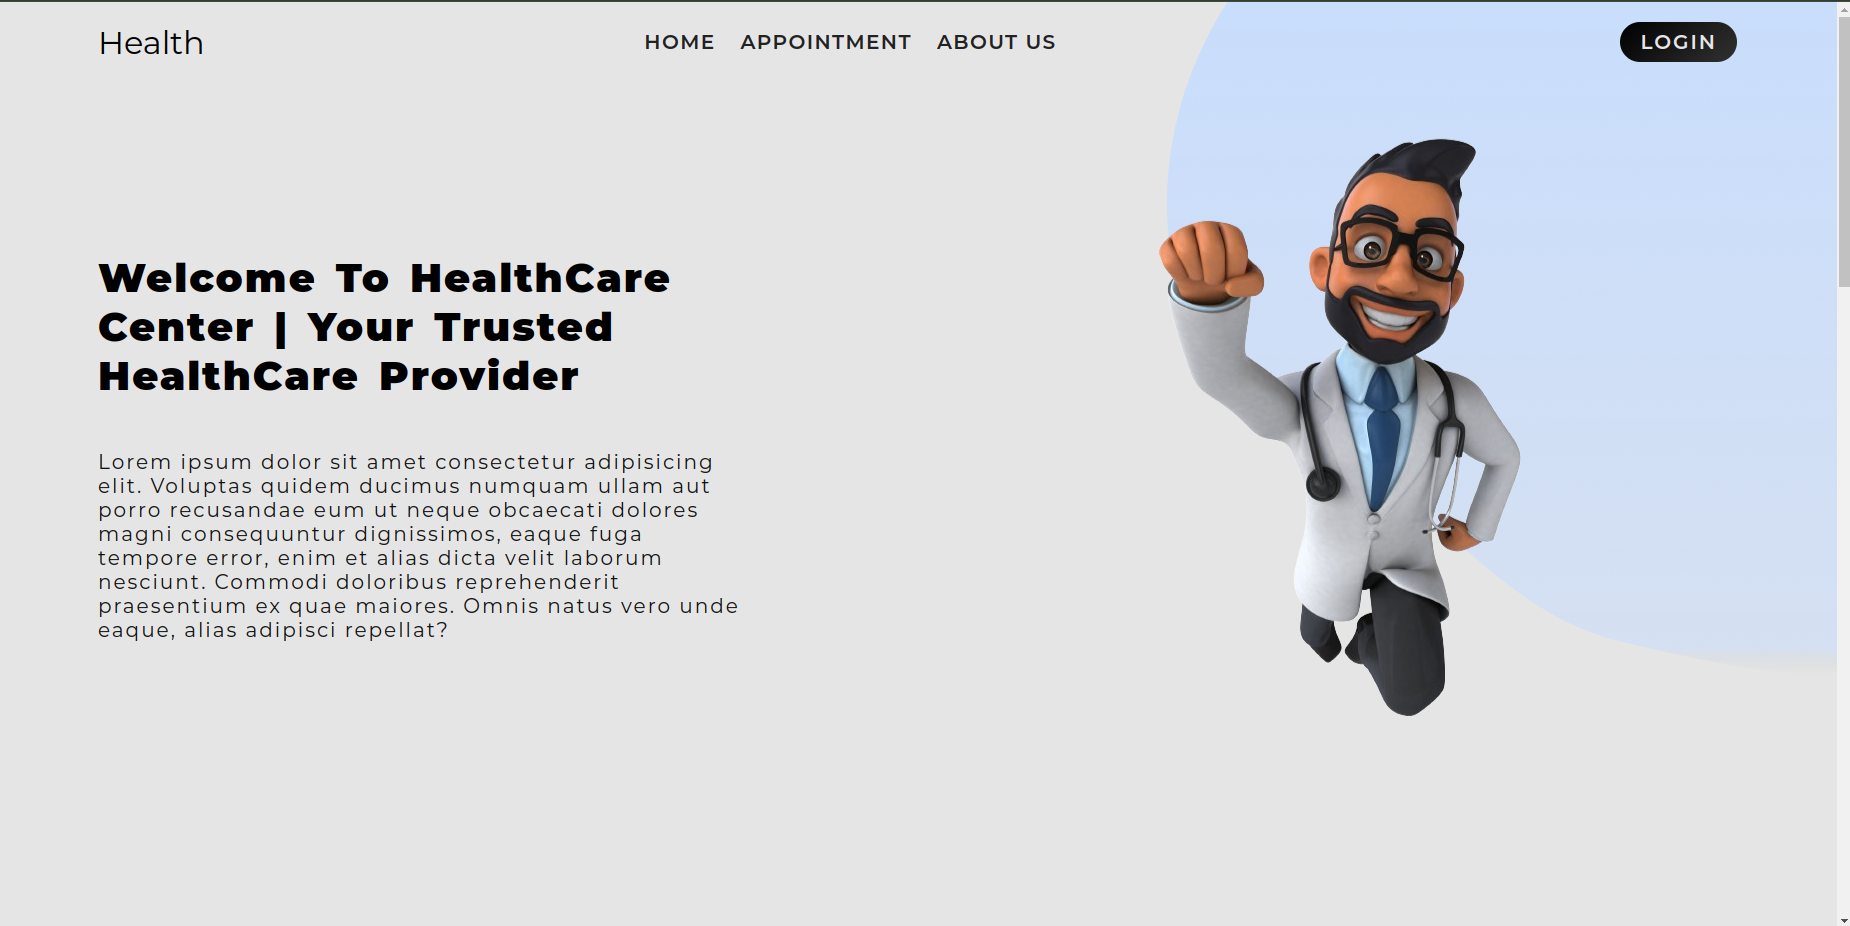 Health
HOME APPOINTMENT ABOUT US
LOGIN
Welcome To HealthCare
Center | Your Trusted
HealthCare Provider
Lorem ipsum dolor sit amet consectetur adipisicing
elit. Voluptas quidem ducimus numquam ullam aut
porro recusandae eum ut neque obcaecati dolores
magni consequuntur dignissimos, eaque fuga
tempore error, enim et alias dicta velit laborum
nesciunt. Commodi doloribus reprehenderit
praesentium ex quae maiores. Omnis natus vero unde
eaque, alias adipisci repellat?